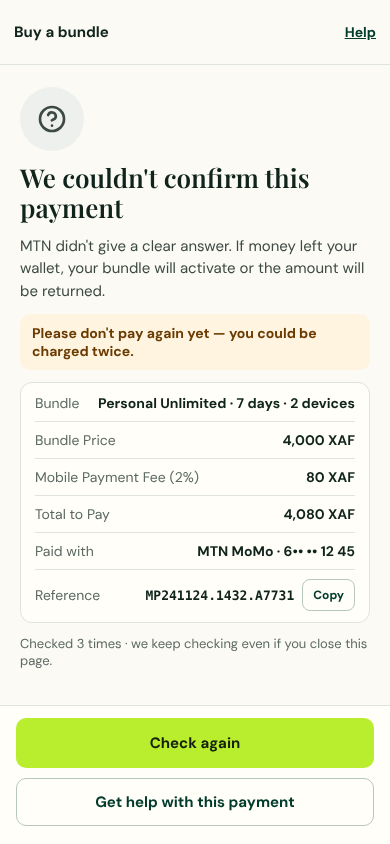 Buy a bundle
Help
We couldn't confirm this
payment
MTN didn't give a clear answer. If money left your
wallet, your bundle will activate or the amount will
be returned.
Please don't pay again yet — you could be
charged twice.
Bundle Personal Unlimited · 7 days · 2 devices
Bundle Price 4,000 XAF
Mobile Payment Fee (2%) 80 XAF
Total to Pay 4,080 XAF
Paid with MTN MoMo · 6•• •• 12 45
Reference MP241124.1432.A7731 Copy
Checked 3 times · we keep checking even if you close this
page.
Check again
Get help with this payment